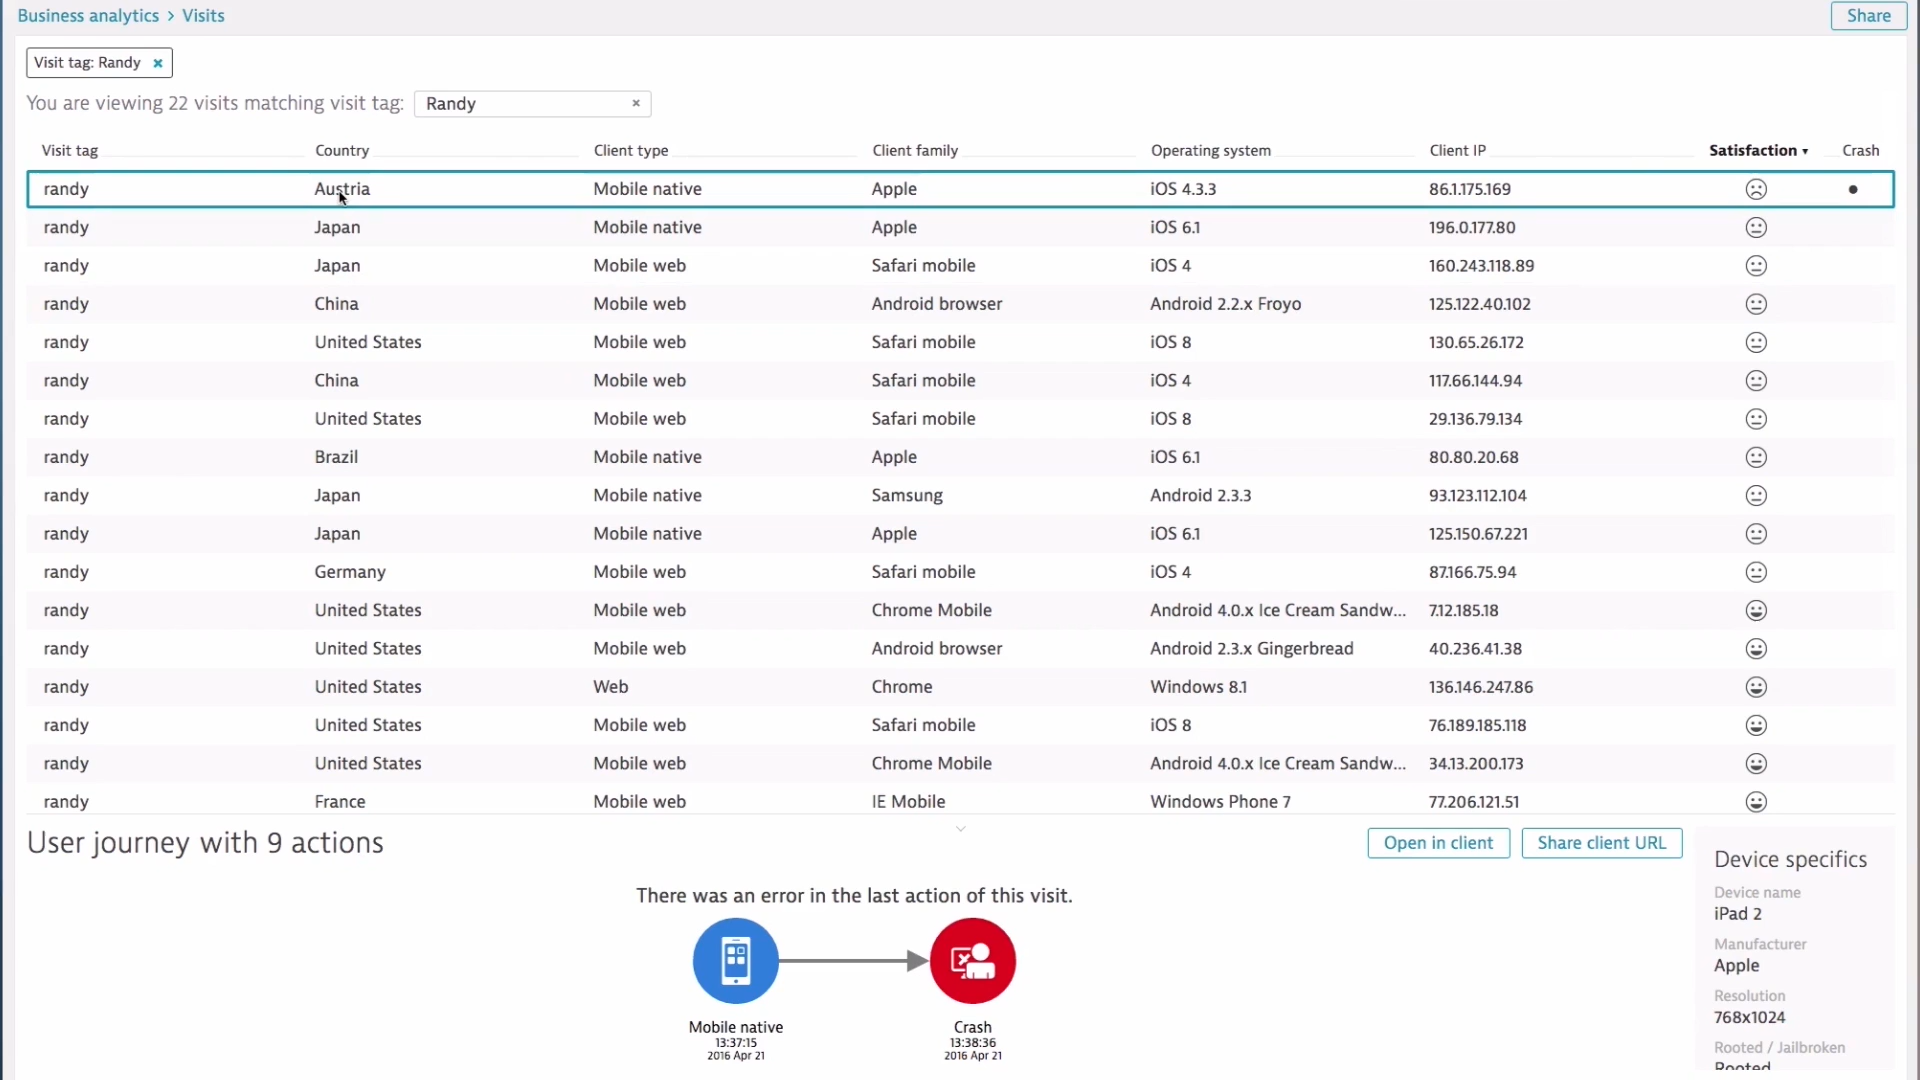 Business analytics > Visits Share
Visit tag: Randy ×
You are viewing 22 visits matching visit tag: Randy ×
Visit tag Country Client type Client family Operating system Client IP Satisfaction ▾ Crash
randy Austria Mobile native Apple iOS 4.3.3 86.1.175.169
randy Japan Mobile native Apple iOS 6.1 196.0.177.80
randy Japan Mobile web Safari mobile iOS 4 160.243.118.89
randy China Mobile web Android browser Android 2.2.x Froyo 125.122.40.102
randy United States Mobile web Safari mobile iOS 8 130.65.26.172
randy China Mobile web Safari mobile iOS 4 117.66.144.94
randy United States Mobile web Safari mobile iOS 8 29.136.79.134
randy Brazil Mobile native Apple iOS 6.1 80.80.20.68
randy Japan Mobile native Samsung Android 2.3.3 93.123.112.104
randy Japan Mobile native Apple iOS 6.1 125.150.67.221
randy Germany Mobile web Safari mobile iOS 4 87.166.75.94
randy United States Mobile web Chrome Mobile Android 4.0.x Ice Cream Sandw... 7.12.185.18
randy United States Mobile web Android browser Android 2.3.x Gingerbread 40.236.41.38
randy United States Web Chrome Windows 8.1 136.146.247.86
randy United States Mobile web Safari mobile iOS 8 76.189.185.118
randy United States Mobile web Chrome Mobile Android 4.0.x Ice Cream Sandw... 34.13.200.173
randy France Mobile web IE Mobile Windows Phone 7 77.206.121.51
User journey with 9 actions Open in client Share client URL
There was an error in the last action of this visit.
Mobile native
13:37:15
2016 Apr 21
Crash
13:38:36
2016 Apr 21
Device specifics
Device name
iPad 2
Manufacturer
Apple
Resolution
768x1024
Rooted / Jailbroken
Rooted